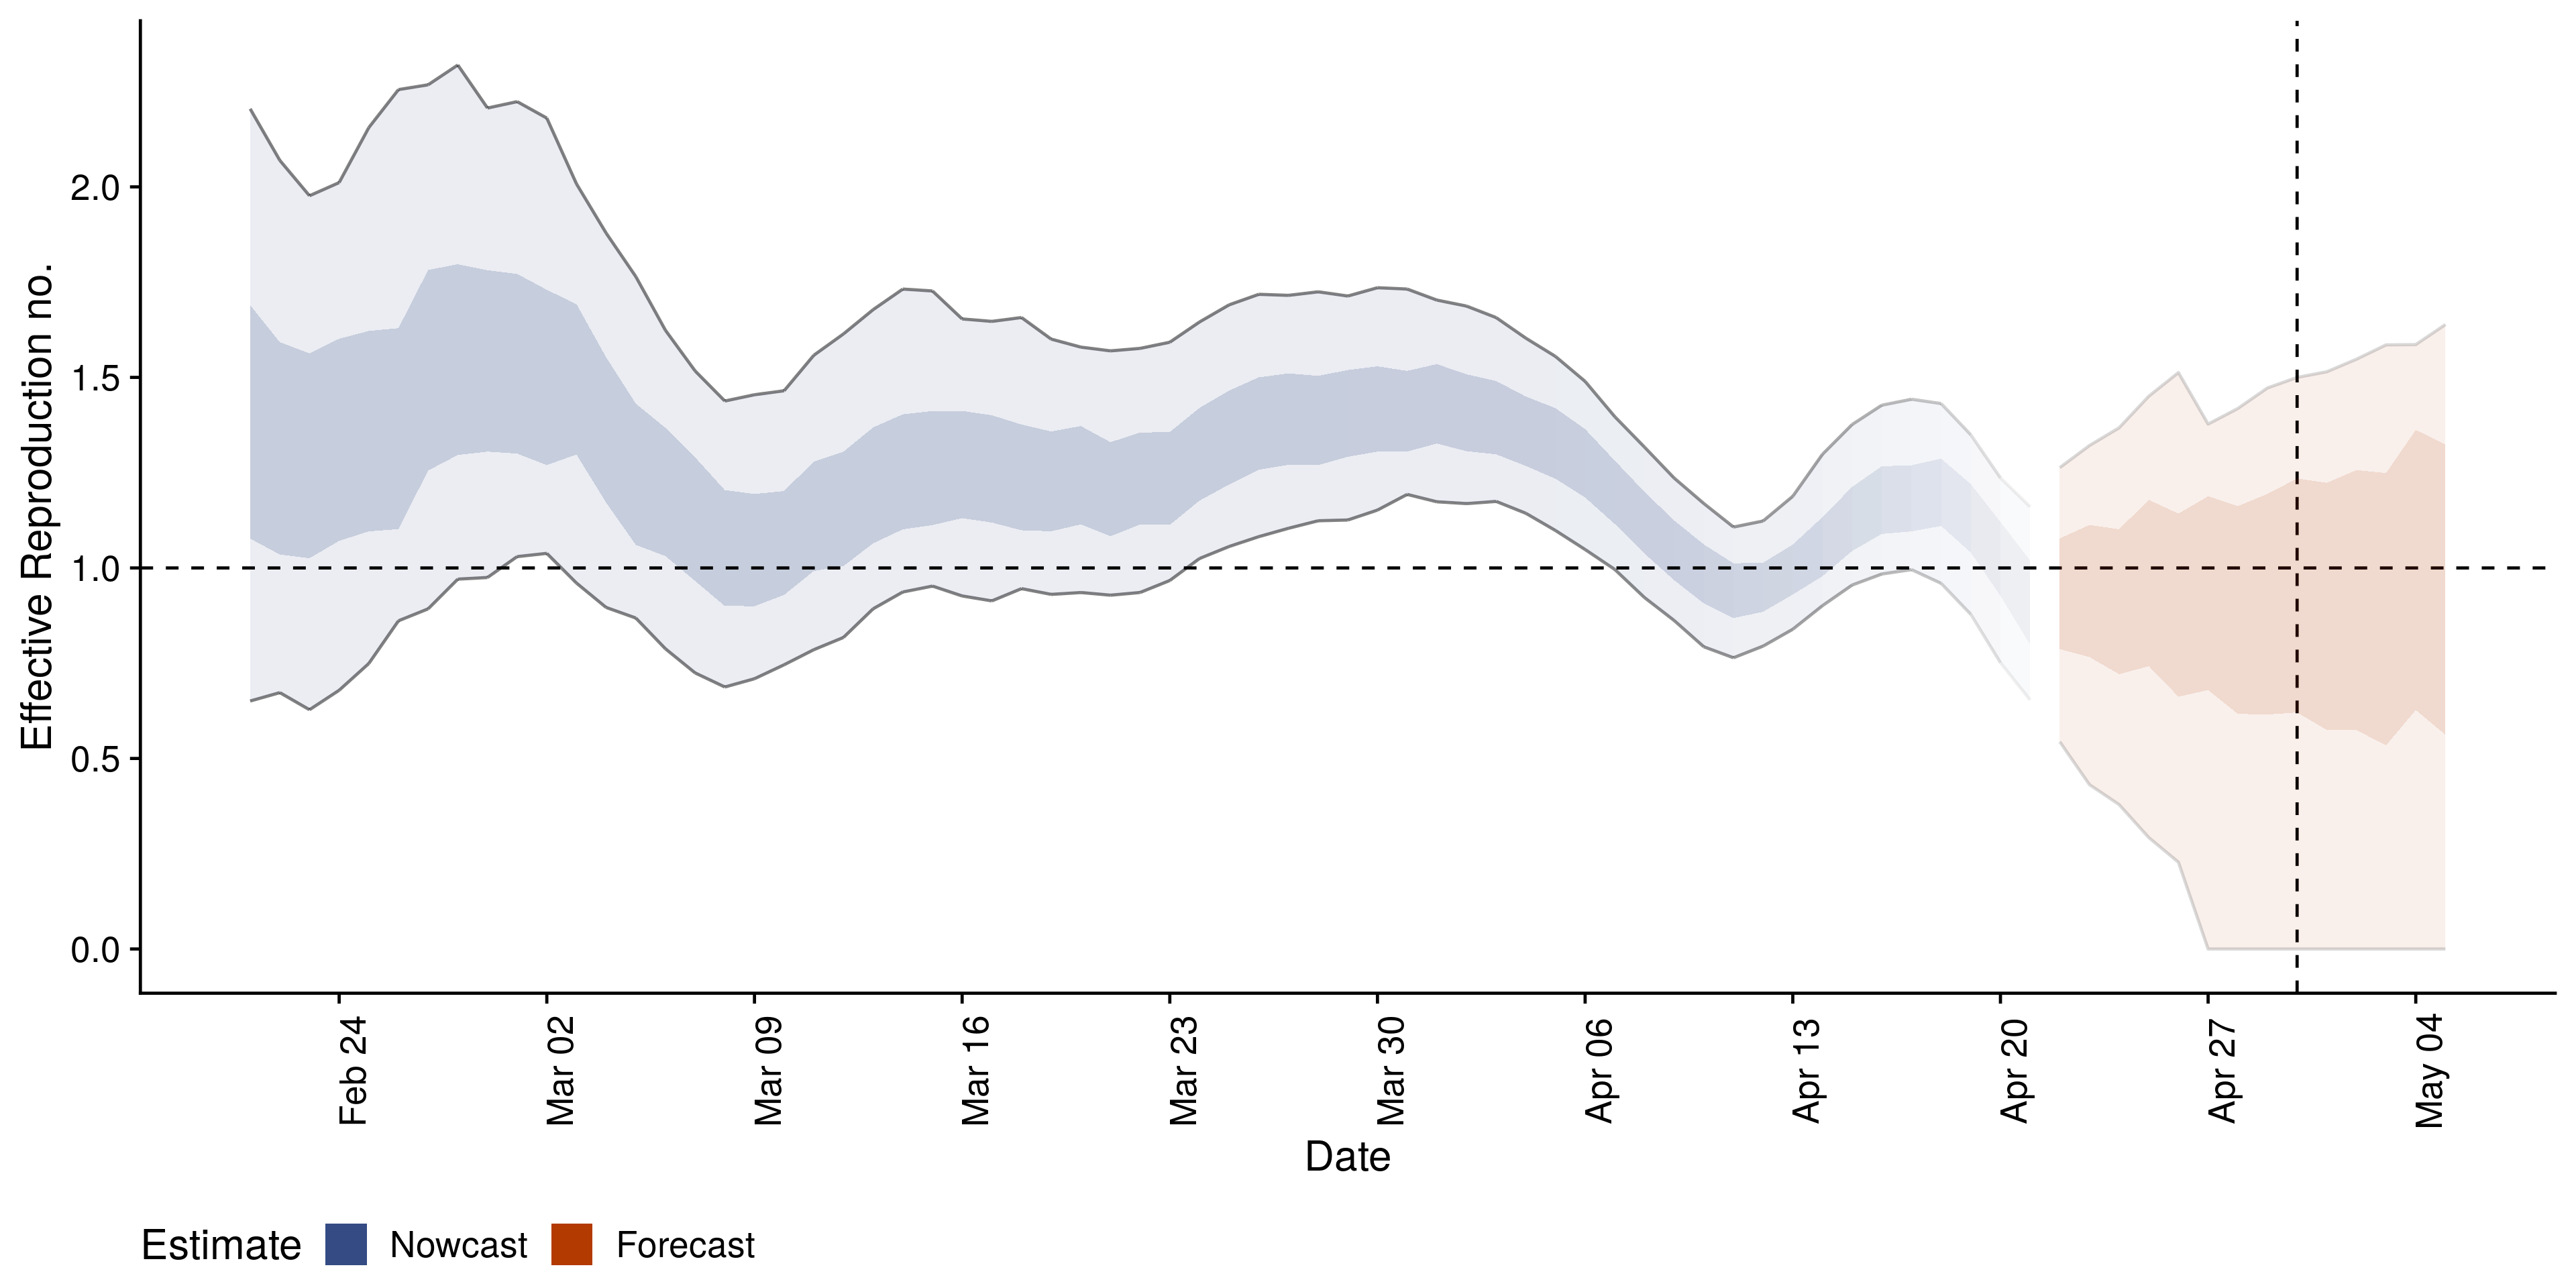 Effective Reproduction no.
2.0
1.5
1.0
0.5
0.0
Feb 24
Mar 02
Mar 09
Mar 16
Mar 23
Mar 30
Apr 06
Apr 13
Apr 20
Apr 27
May 04
Date
Estimate Nowcast Forecast